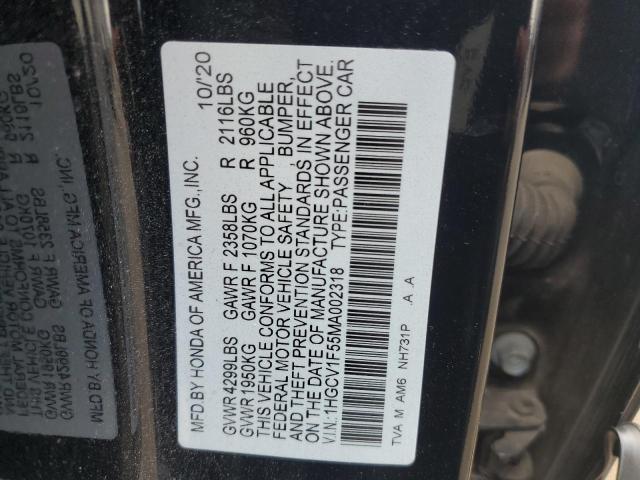 MFD BY HONDA OF AMERICA MFG.,INC. 10/'20
GVWR 4299LBS GAWR F 2358LBS R 2116LBS
GVWR 1950KG GAWR F 1070KG R 960KG
THIS VEHICLE CONFORMS TO ALL APPLICABLE
FEDERAL MOTOR VEHICLE SAFETY BUMPER,
AND THEFT PREVENTION STANDARDS IN EFFECT
ON THE DATE OF MANUFACTURE SHOWN ABOVE.
V.I.N.:1HGCV1F55MA002318 TYPE:PASSENGER CAR
TVA M AM6 NH731P .A .A